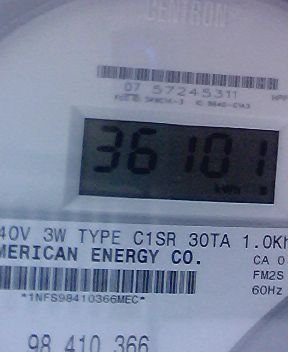 CENTRON
07 57245311
36101
kWh
40V 3W TYPE C1SR 30TA 1.0Kh
MERICAN ENERGY CO.
CA 0
FM2S
60Hz
*1NFS98410366MEC*
98 410 366